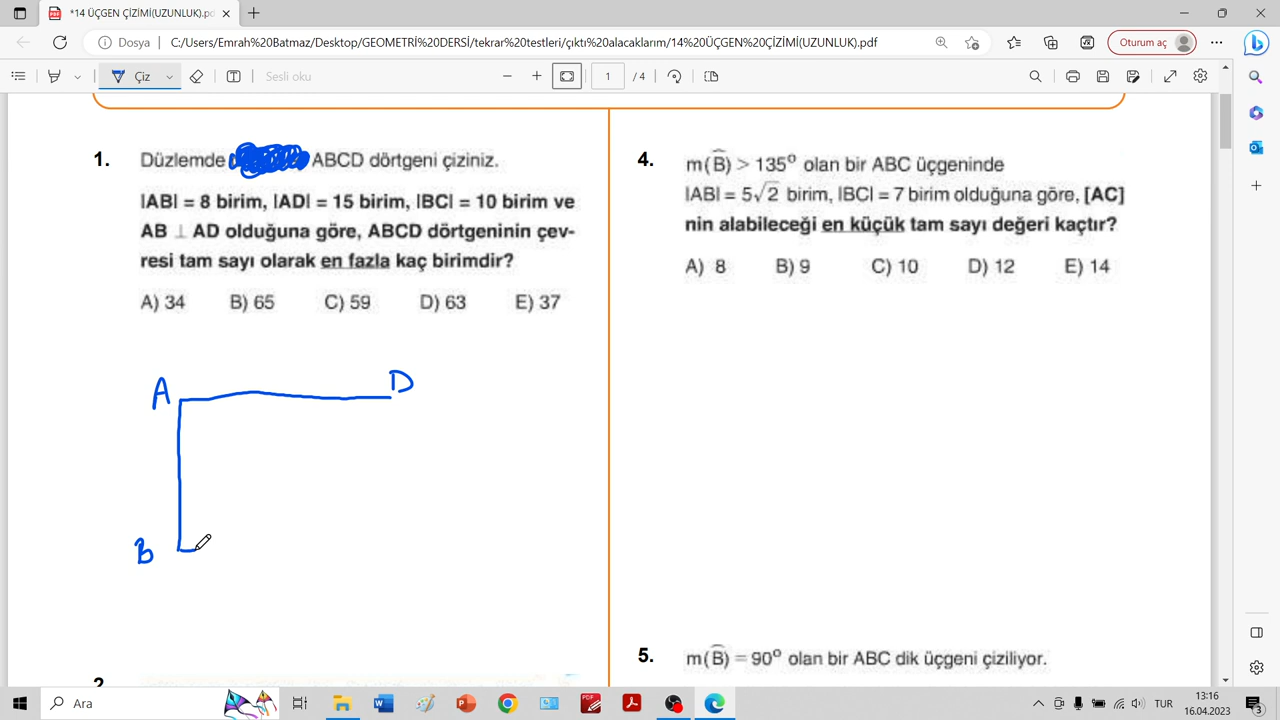 *14 ÜÇGEN ÇİZİMİ(UZUNLUK).pd
Dosya C:/Users/Emrah%20Batmaz/Desktop/GEOMETRİ%20DERSİ/tekrar%20testleri/çıktı%20alacaklarım/14%20ÜÇGEN%20ÇİZİMİ(UZUNLUK).pdf
Oturum aç
Çiz
Sesli oku
1 / 4
1. Düzlemde ABCD dörtgeni çiziniz.
|AB| = 8 birim, |AD| = 15 birim, |BC| = 10 birim ve
AB ⊥ AD olduğuna göre, ABCD dörtgeninin çev-
resi tam sayı olarak en fazla kaç birimdir?
A) 34 B) 65 C) 59 D) 63 E) 37
A D
B
2
4. m(B̂) > 135° olan bir ABC üçgeninde
|AB| = 5√2 birim, |BC| = 7 birim olduğuna göre, [AC]
nin alabileceği en küçük tam sayı değeri kaçtır?
A) 8 B) 9 C) 10 D) 12 E) 14
5. m(B̂) = 90° olan bir ABC dik üçgeni çiziliyor.
Ara
TUR
13:16
16.04.2023
3